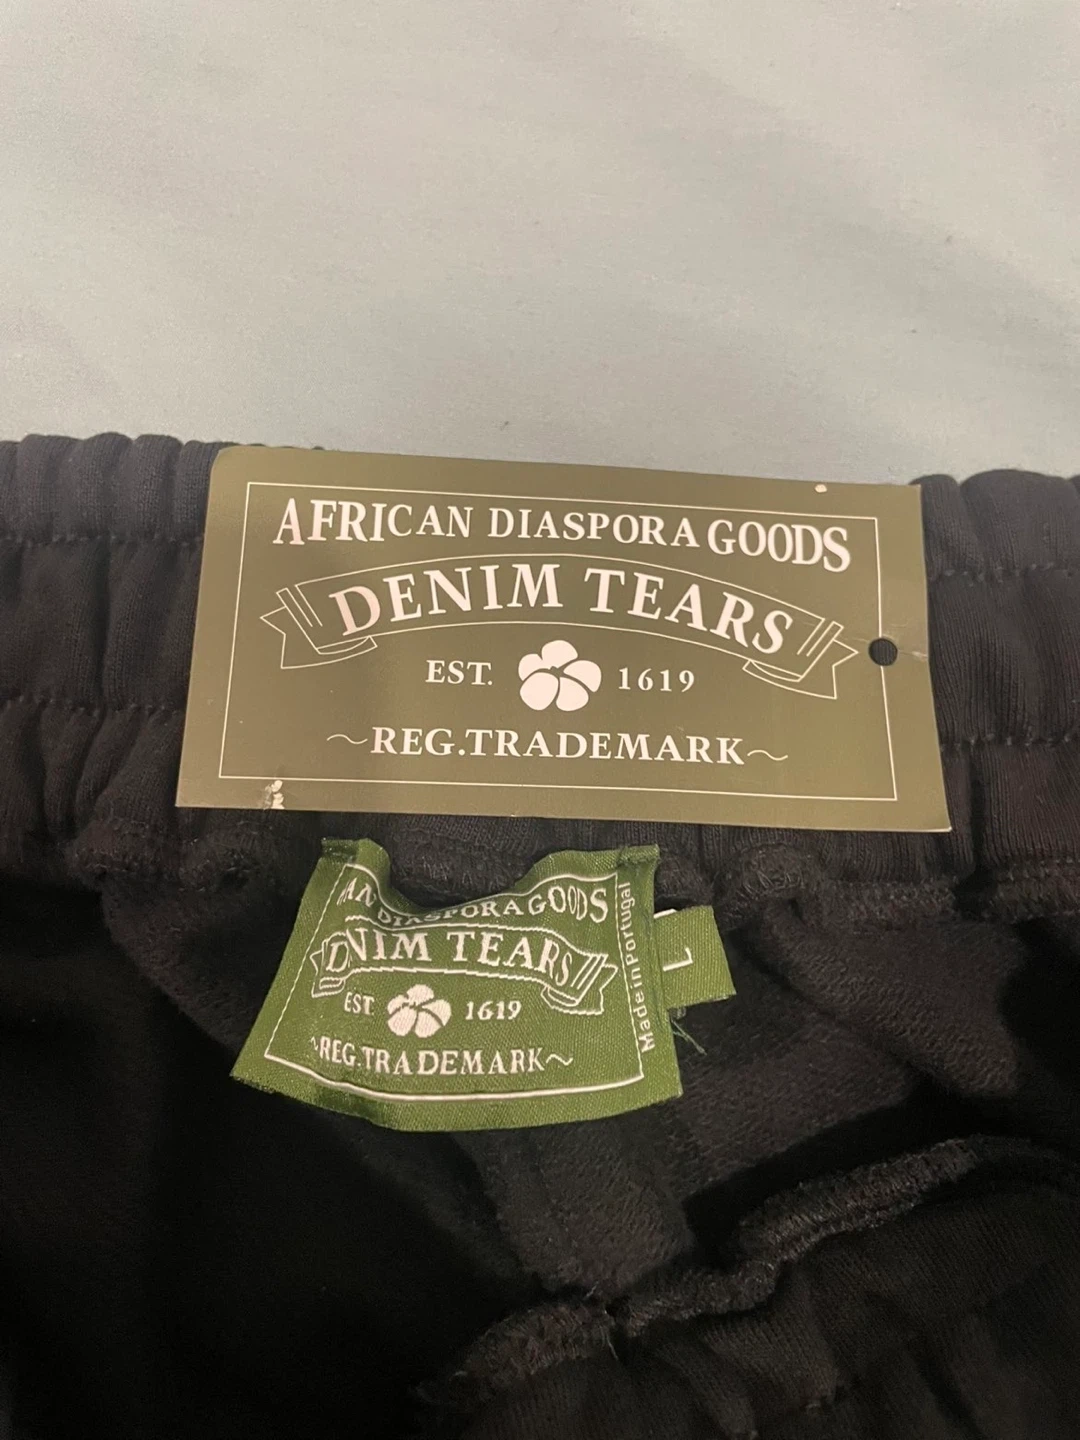 AFRICAN DIASPORA GOODS
DENIM TEARS
EST. 1619
~REG.TRADEMARK~
DIASPORA GOODS
TEARS
EST. 1619
~REG.TRADEMARK~
Made in Portugal
L